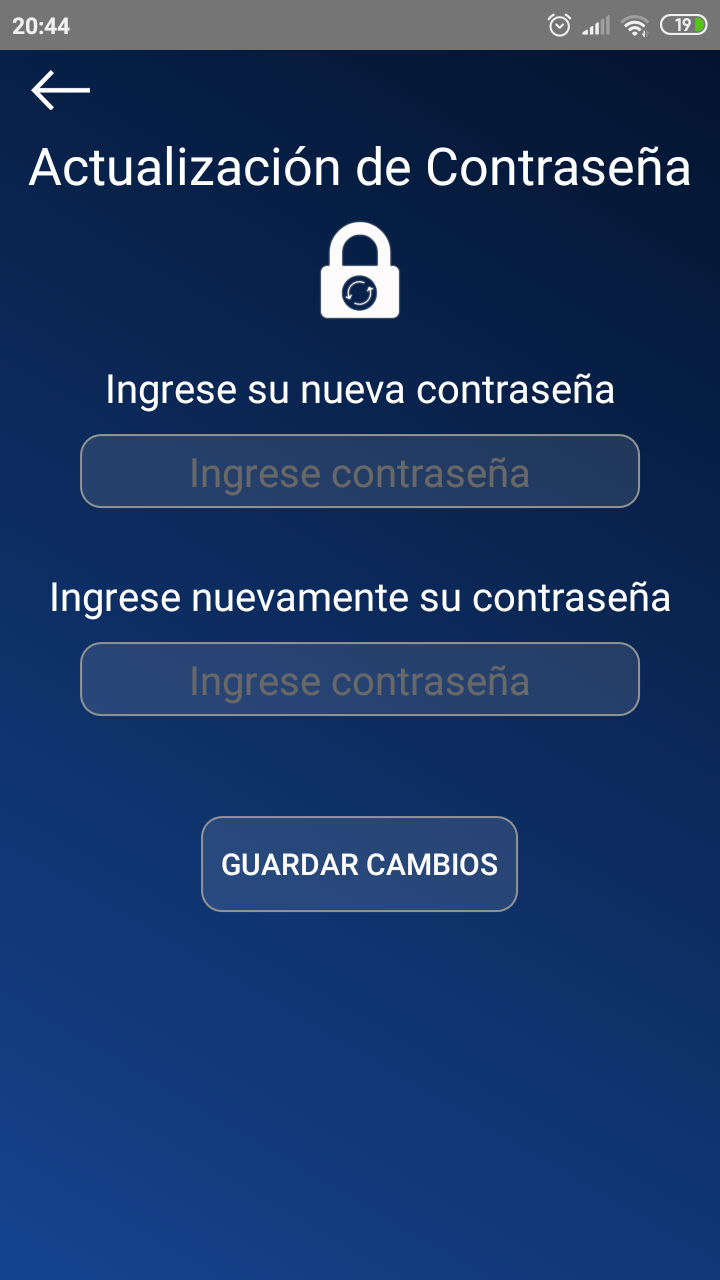 20:44
19
Actualización de Contraseña
Ingrese su nueva contraseña
Ingrese contraseña
Ingrese nuevamente su contraseña
Ingrese contraseña
GUARDAR CAMBIOS